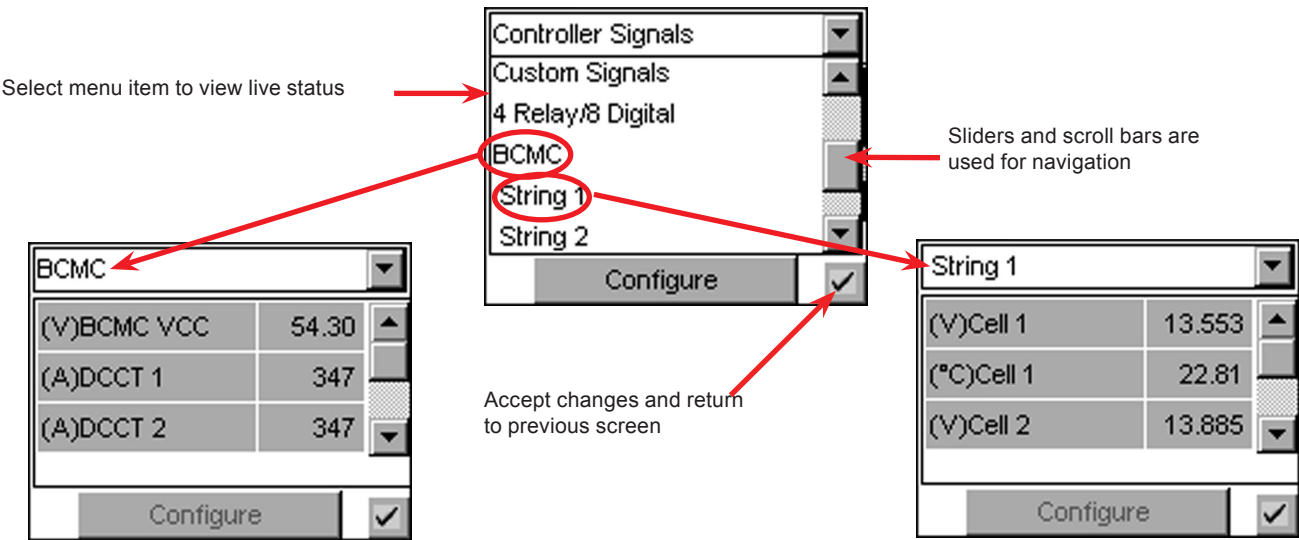 Controller Signals
Custom Signals
4 Relay/8 Digital
BCMC
String 1
String 2
Configure
Select menu item to view live status
Sliders and scroll bars are
used for navigation
BCMC
(V)BCMC VCC 54.30
(A)DCCT 1 347
(A)DCCT 2 347
Configure
Accept changes and return
to previous screen
String 1
(V)Cell 1 13.553
(°C)Cell 1 22.81
(V)Cell 2 13.885
Configure